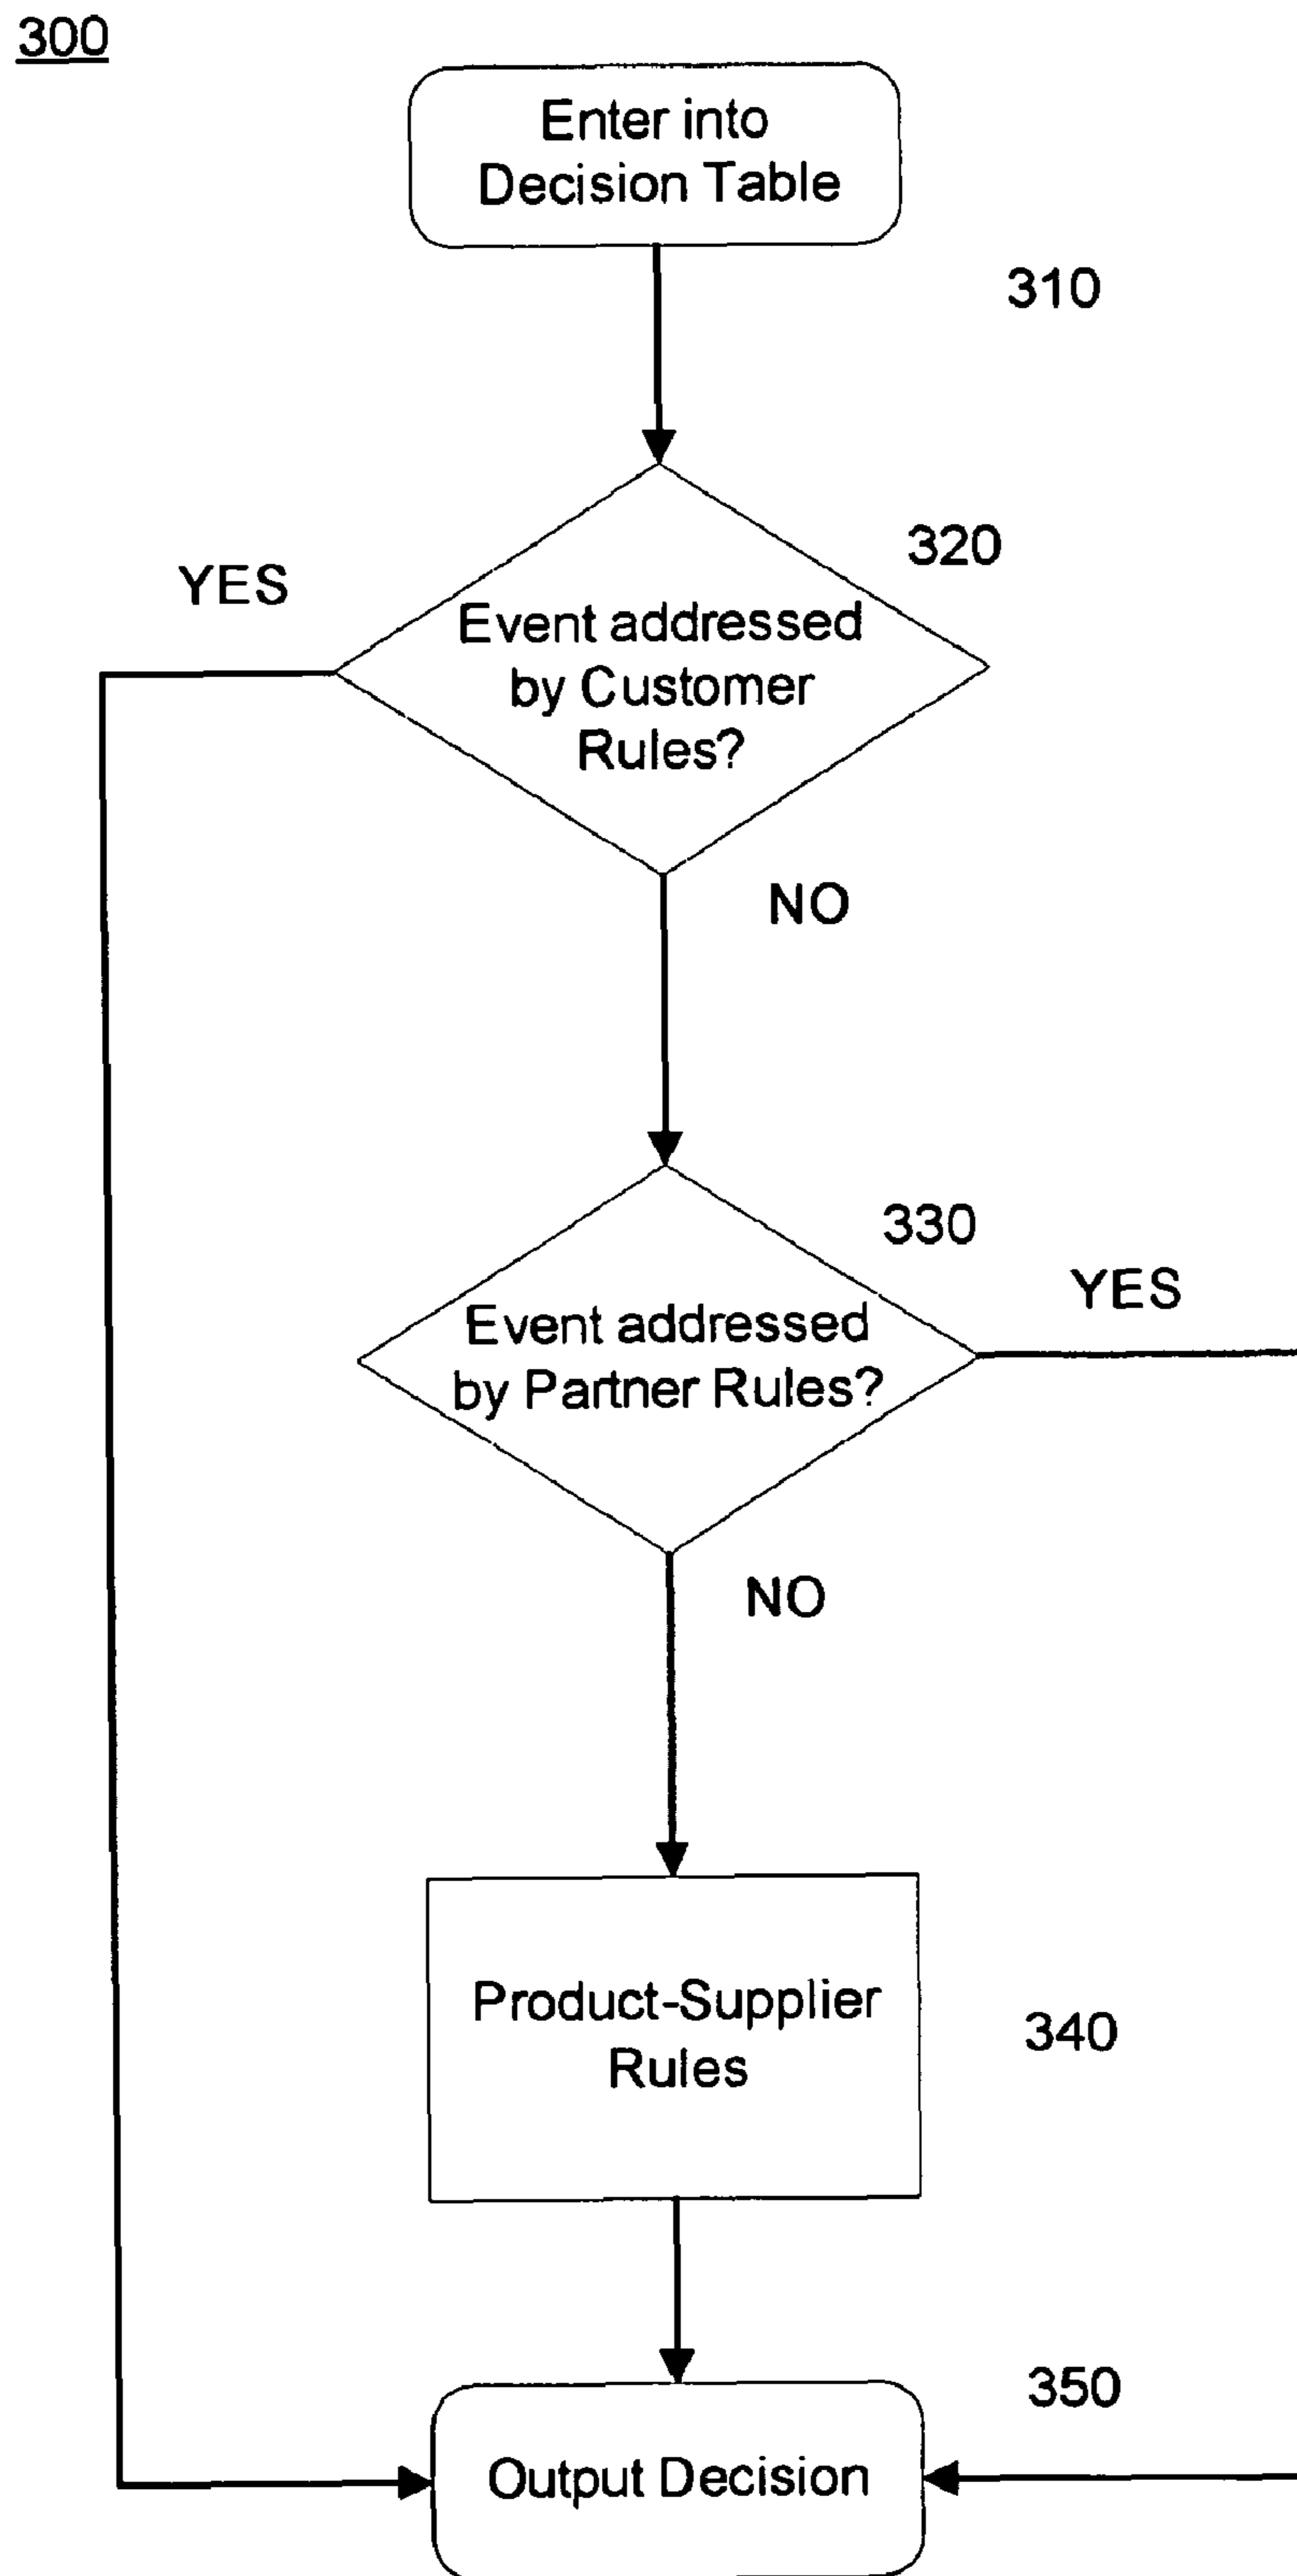 300
Enter into
Decision Table
310
320
YES
Event addressed
by Customer
Rules?
NO
330
YES
Event addressed
by Partner Rules?
NO
Product-Supplier
Rules
340
350
Output Decision